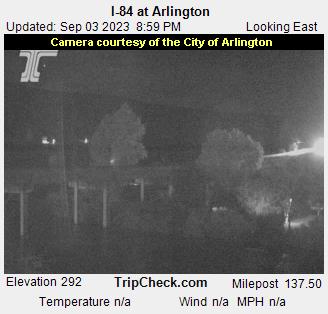 I-84 at Arlington
Updated: Sep 03 2023 8:59 PM Looking East
Camera courtesy of the City of Arlington
Elevation 292 TripCheck.com Milepost 137.50
Temperature n/a Wind n/a MPH n/a